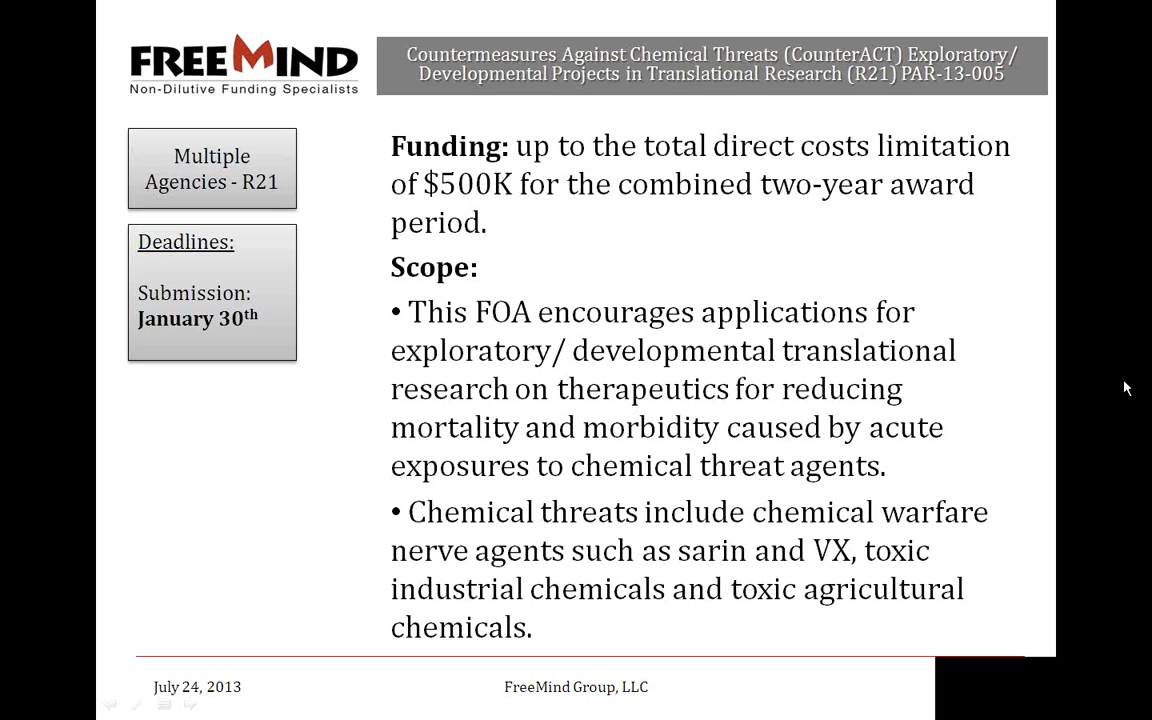 FREEMIND
Non-Dilutive Funding Specialists
Countermeasures Against Chemical Threats (CounterACT) Exploratory/
Developmental Projects in Translational Research (R21) PAR-13-005
Multiple
Agencies - R21
Deadlines:
Submission:
January 30th
Funding: up to the total direct costs limitation
of $500K for the combined two-year award
period.
Scope:
• This FOA encourages applications for
exploratory/ developmental translational
research on therapeutics for reducing
mortality and morbidity caused by acute
exposures to chemical threat agents.
• Chemical threats include chemical warfare
nerve agents such as sarin and VX, toxic
industrial chemicals and toxic agricultural
chemicals.
July 24, 2013
FreeMind Group, LLC